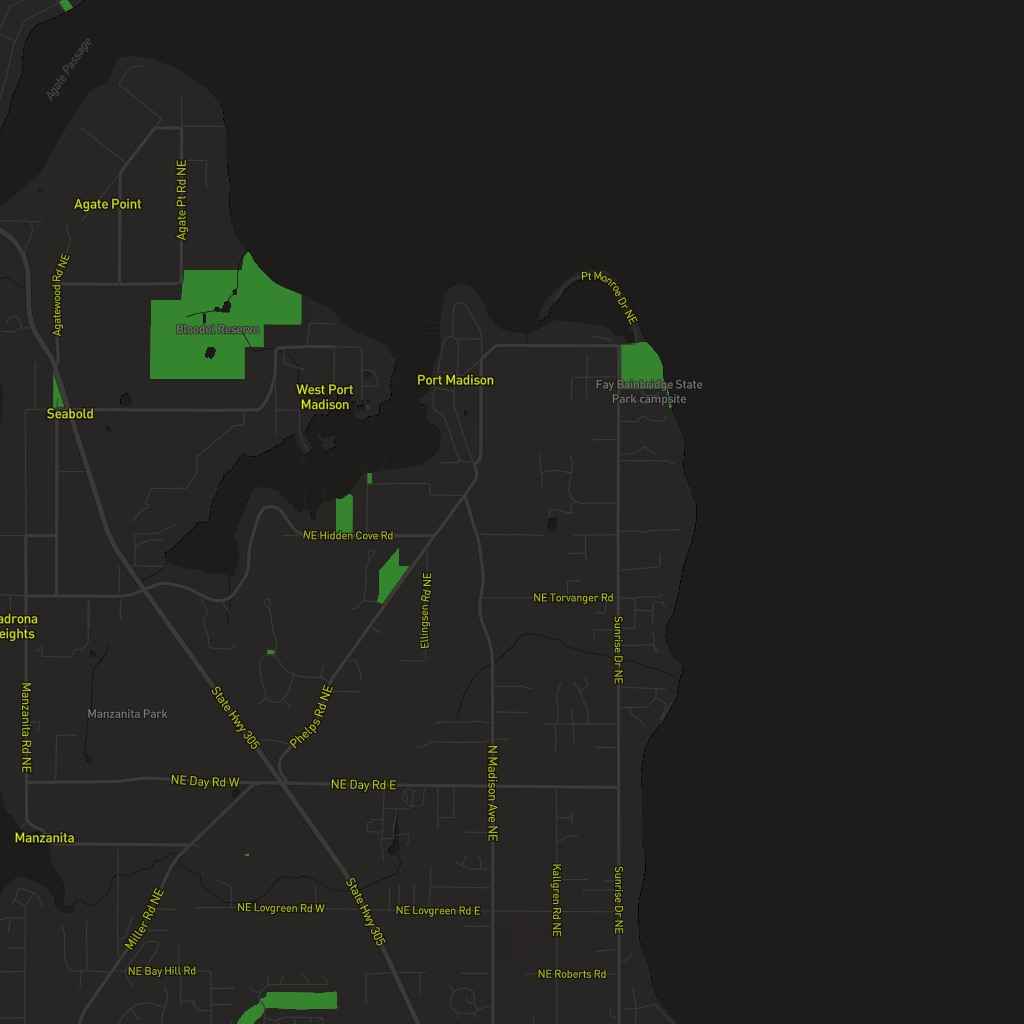 Agate Passage
Agate Pt Rd NE
Agate Point
Agatewood Rd NE
Pt Monroe Dr NE
Bloedel Reserve
Port Madison
West Port
Madison
Fay Bainbridge State
Park campsite
Seabold
NE Hidden Cove Rd
Ellingsen Rd NE
NE Torvanger Rd
adrona
eights
Sunrise Dr NE
Manzanita Rd NE
Manzanita Park
State Hwy 305
Phelps Rd NE
N Madison Ave NE
NE Day Rd W
NE Day Rd E
Manzanita
Kallgren Rd NE
Sunrise Dr NE
Miller Rd NE
State Hwy 305
NE Lovgreen Rd W
NE Lovgreen Rd E
NE Bay Hill Rd
NE Roberts Rd